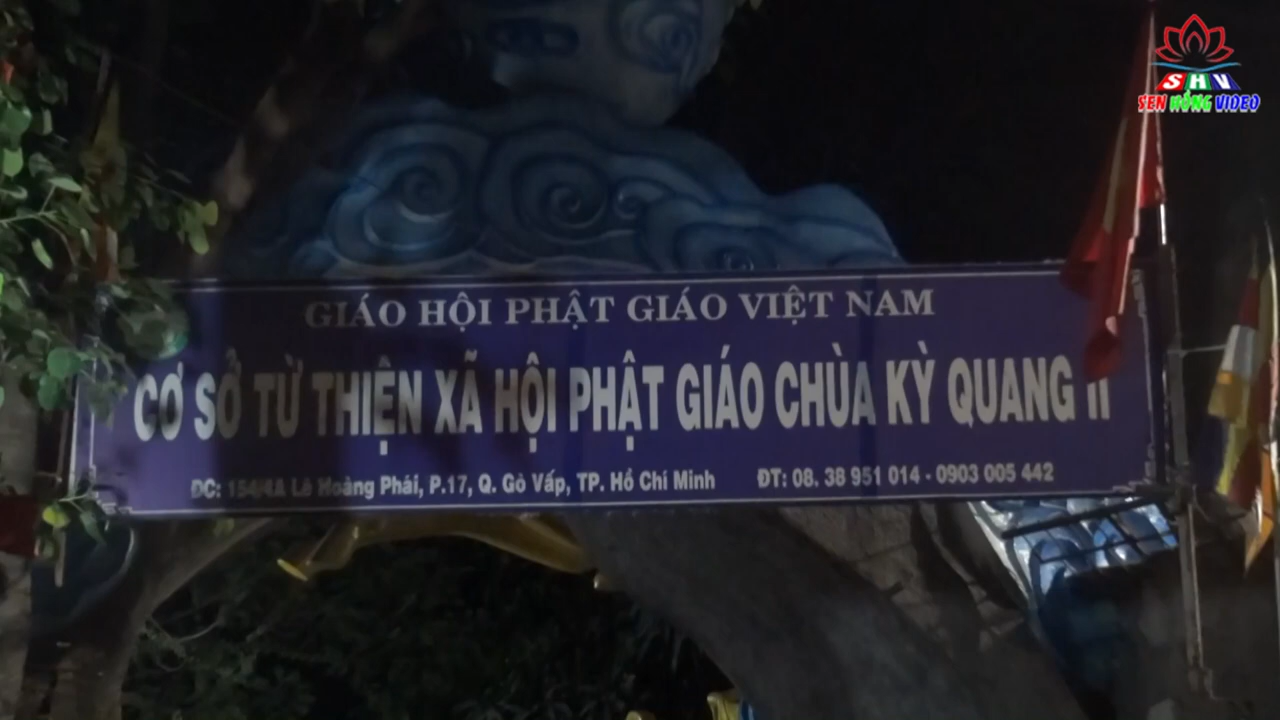 SHV
SEN HỒNG VIDEO
GIÁO HỘI PHẬT GIÁO VIỆT NAM
CƠ SỞ TỪ THIỆN XÃ HỘI PHẬT GIÁO CHÙA KỲ QUANG II
ĐC: 154/4A Lê Hoàng Phái, P.17, Q. Gò Vấp, TP. Hồ Chí Minh ĐT: 08. 38 951 014 - 0903 005 442